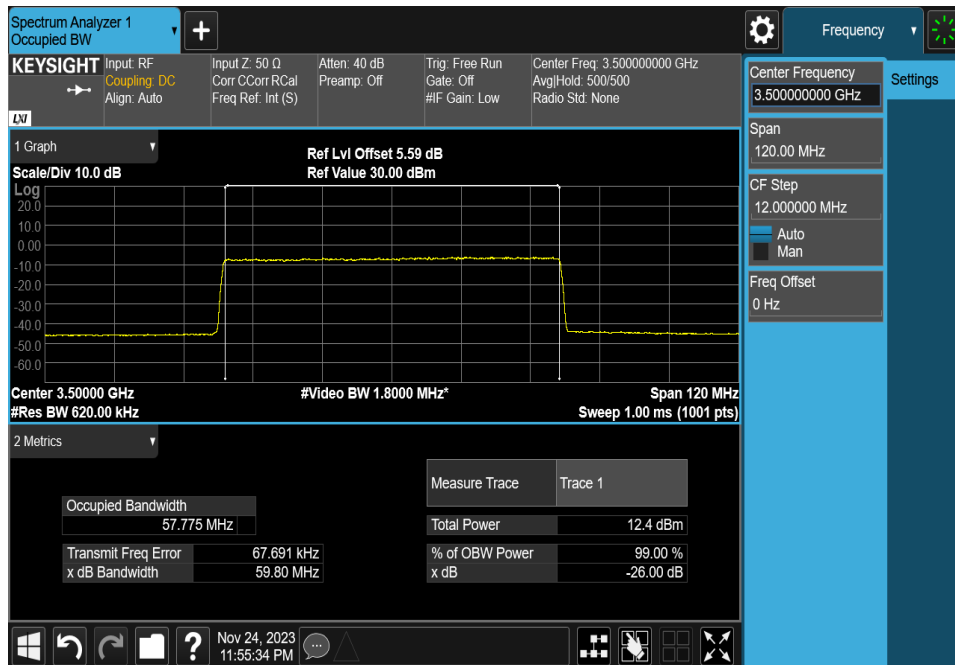 Spectrum Analyzer 1
Occupied BW
+
Frequency
KEYSIGHT
LXI
Input: RF
Coupling: DC
Align: Auto
Input Z: 50 Ω
Corr CCorr RCal
Freq Ref: Int (S)
Atten: 40 dB
Preamp: Off
Trig: Free Run
Gate: Off
#IF Gain: Low
Center Freq: 3.500000000 GHz
Avg|Hold: 500/500
Radio Std: None
Center Frequency
3.500000000 GHz
Settings
Span
120.00 MHz
CF Step
12.000000 MHz
Auto
Man
Freq Offset
0 Hz
1 Graph
Scale/Div 10.0 dB
Ref Lvl Offset 5.59 dB
Ref Value 30.00 dBm
Log
20.0
10.0
0.00
-10.0
-20.0
-30.0
-40.0
-50.0
-60.0
Center 3.50000 GHz
#Res BW 620.00 kHz
#Video BW 1.8000 MHz*
Span 120 MHz
Sweep 1.00 ms (1001 pts)
2 Metrics
Occupied Bandwidth
57.775 MHz
Transmit Freq Error 67.691 kHz
x dB Bandwidth 59.80 MHz
Measure Trace Trace 1
Total Power 12.4 dBm
% of OBW Power 99.00 %
x dB -26.00 dB
?
Nov 24, 2023
11:55:34 PM